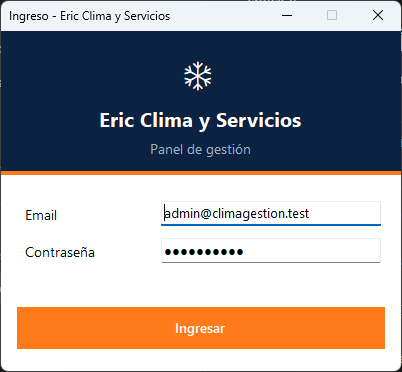 Ingreso - Eric Clima y Servicios
Eric Clima y Servicios
Panel de gestión
Email
admin@climagestion.test
Contraseña
●●●●●●●●●●
Ingresar